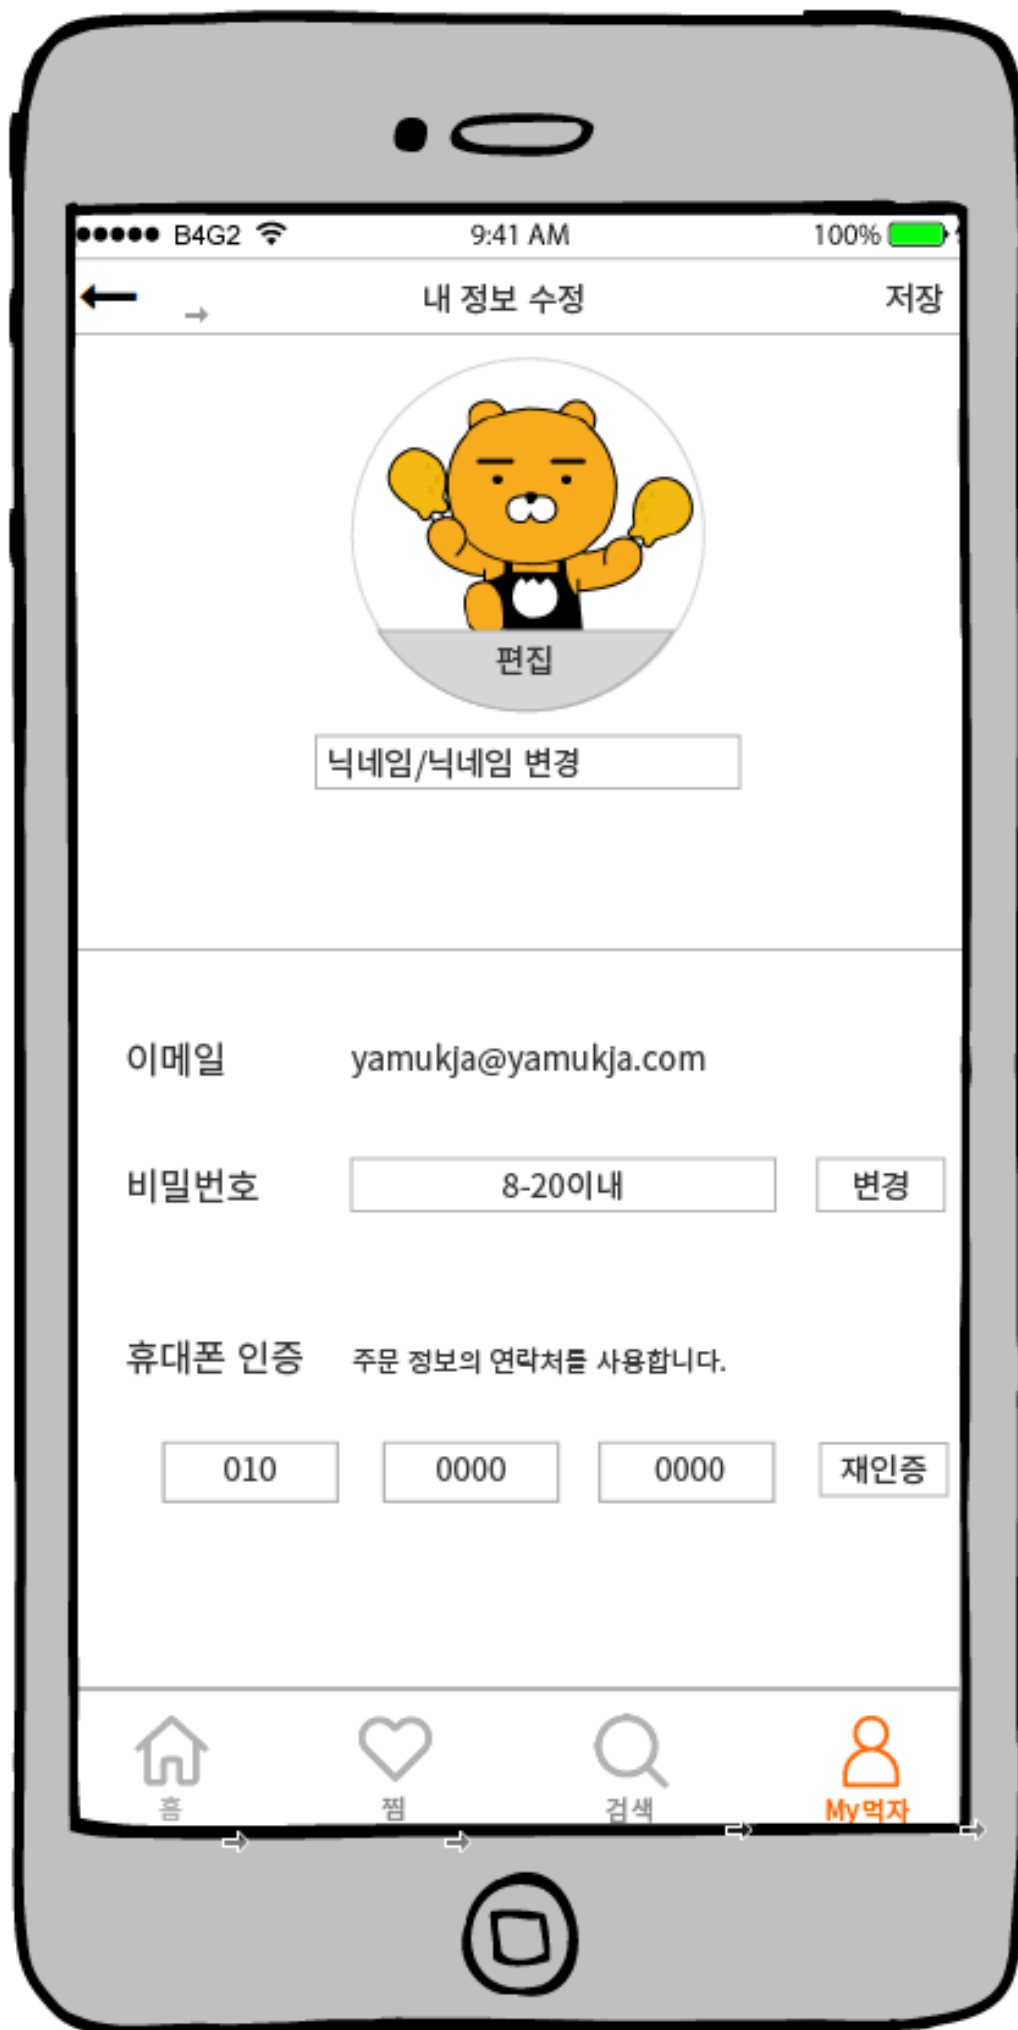 B4G2 9:41 AM 100%
내 정보 수정 저장
편집
닉네임/닉네임 변경
이메일 yamukja@yamukja.com
비밀번호 8-20이내 변경
휴대폰 인증 주문 정보의 연락처를 사용합니다.
010 0000 0000 재인증
홈 찜 검색 My먹자